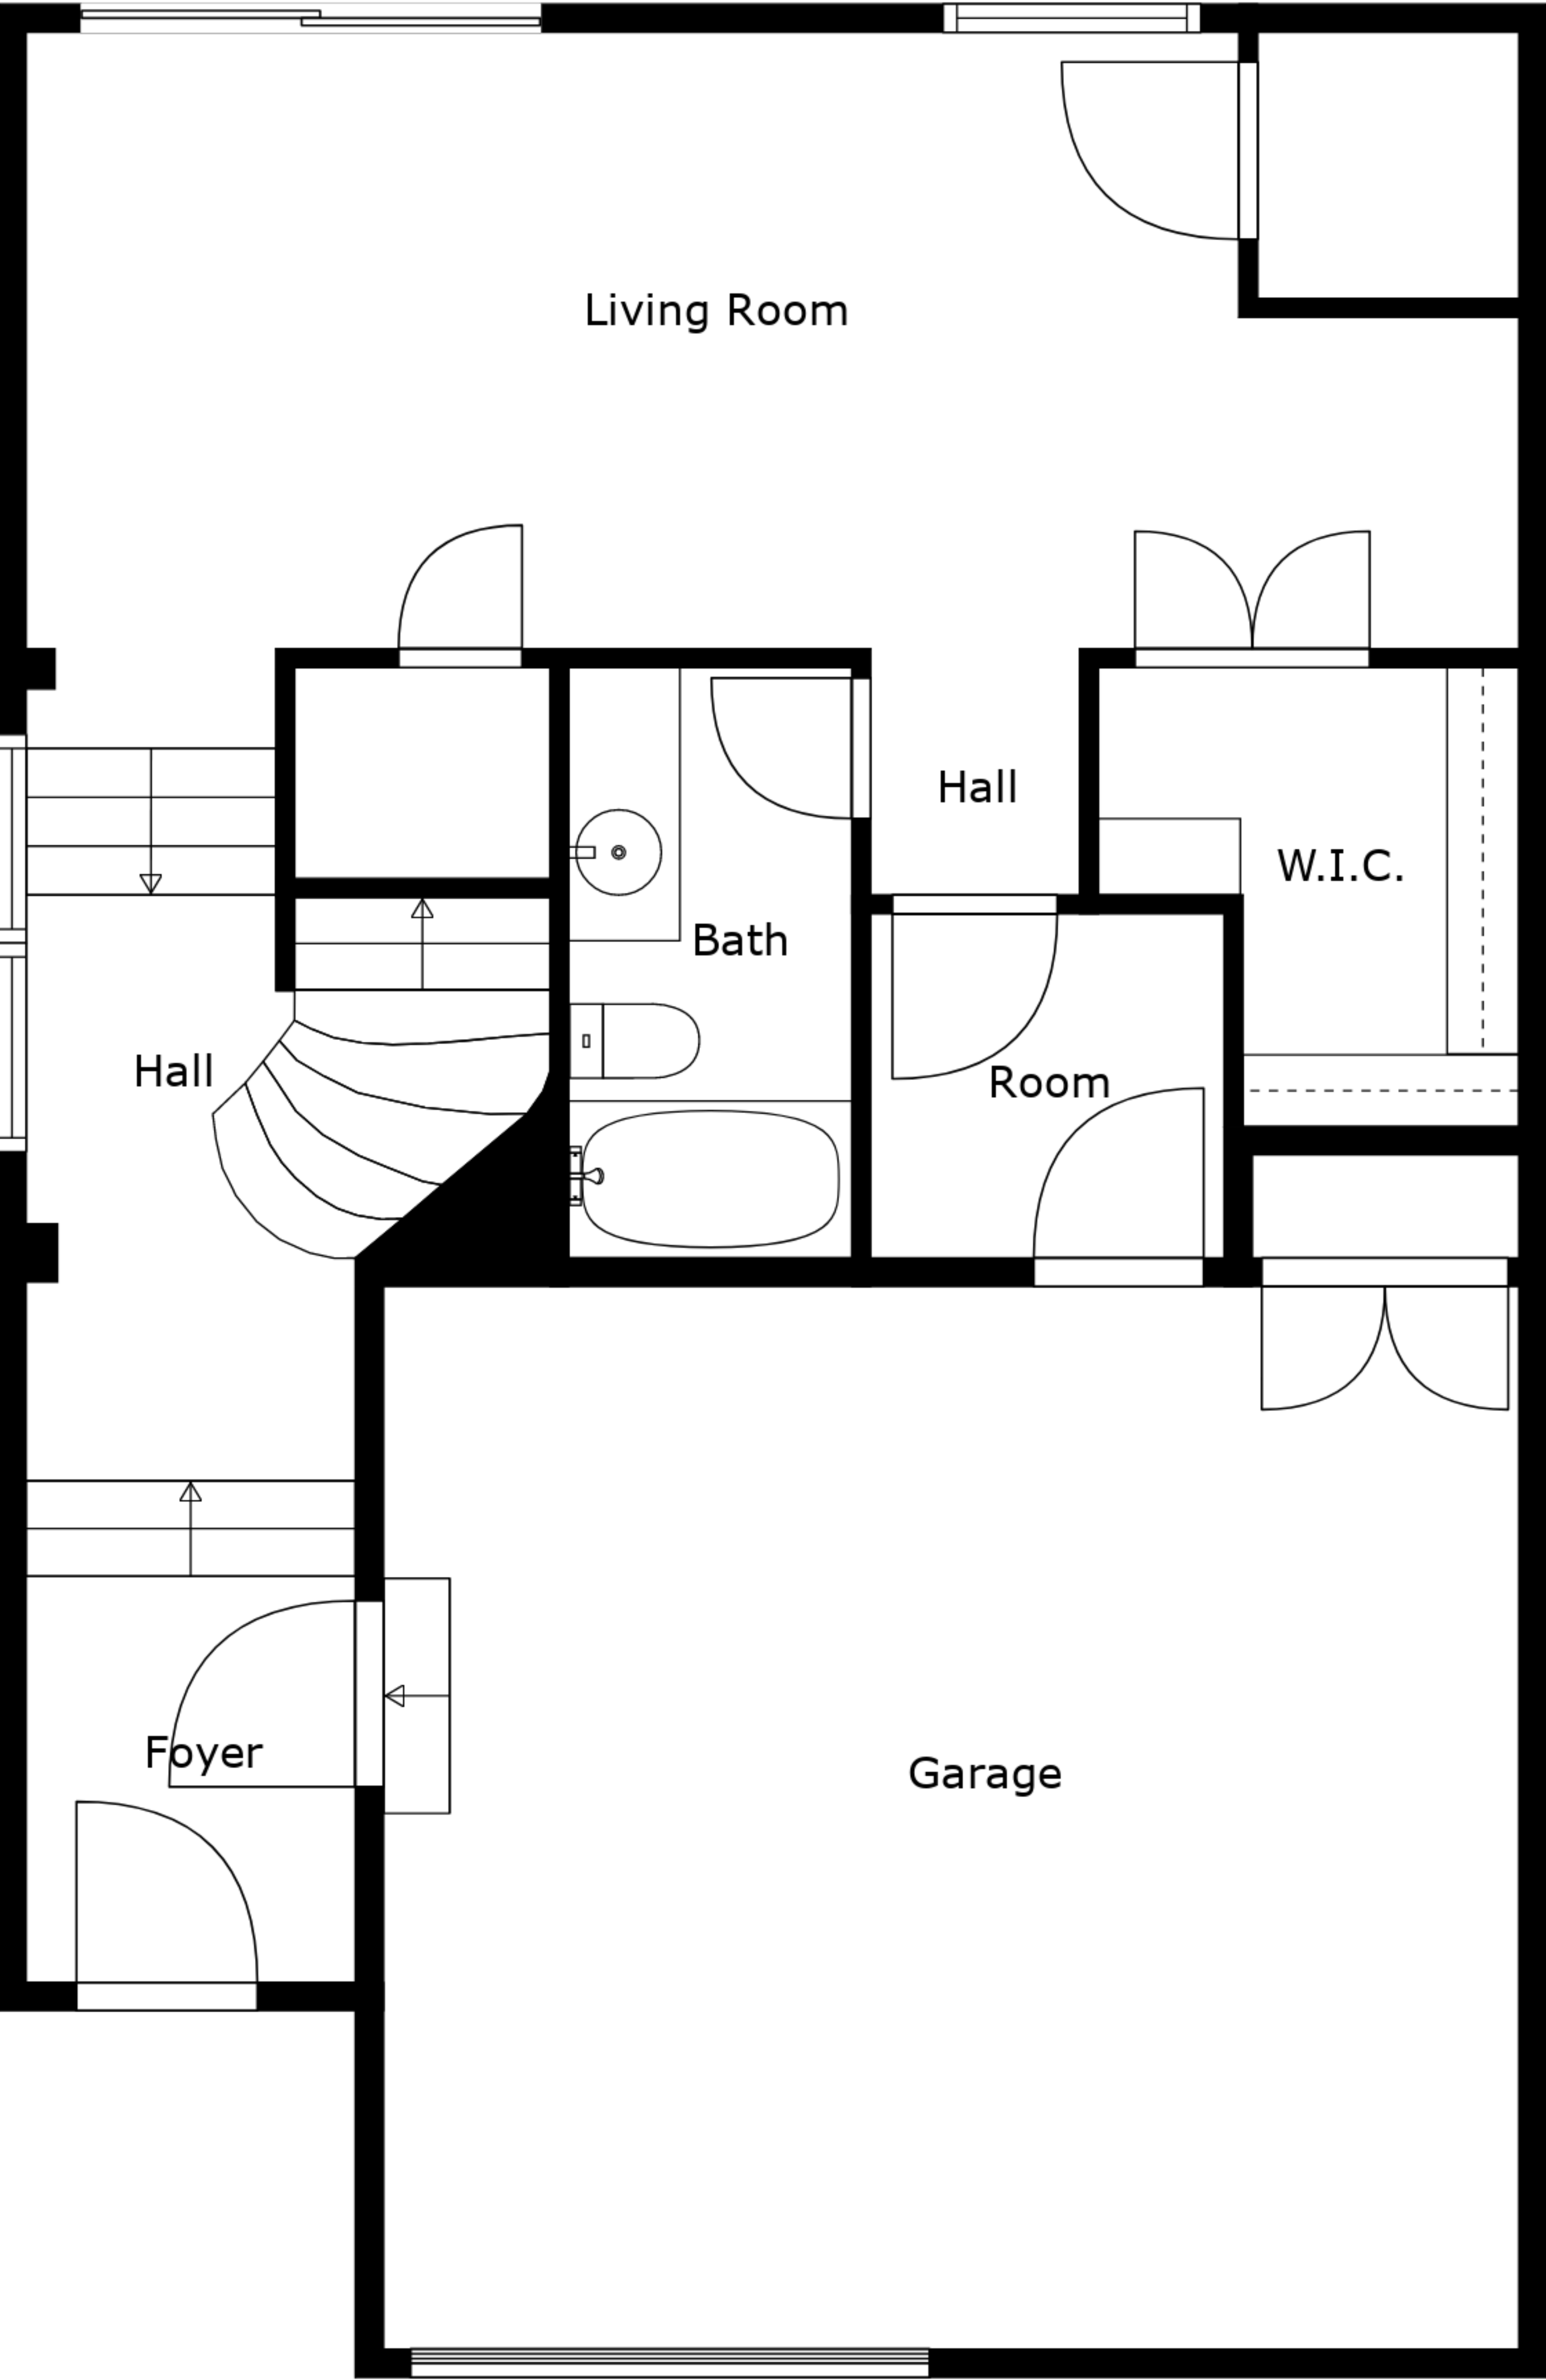 Living Room
Hall
W.I.C.
Bath
Hall
Room
Foyer
Garage